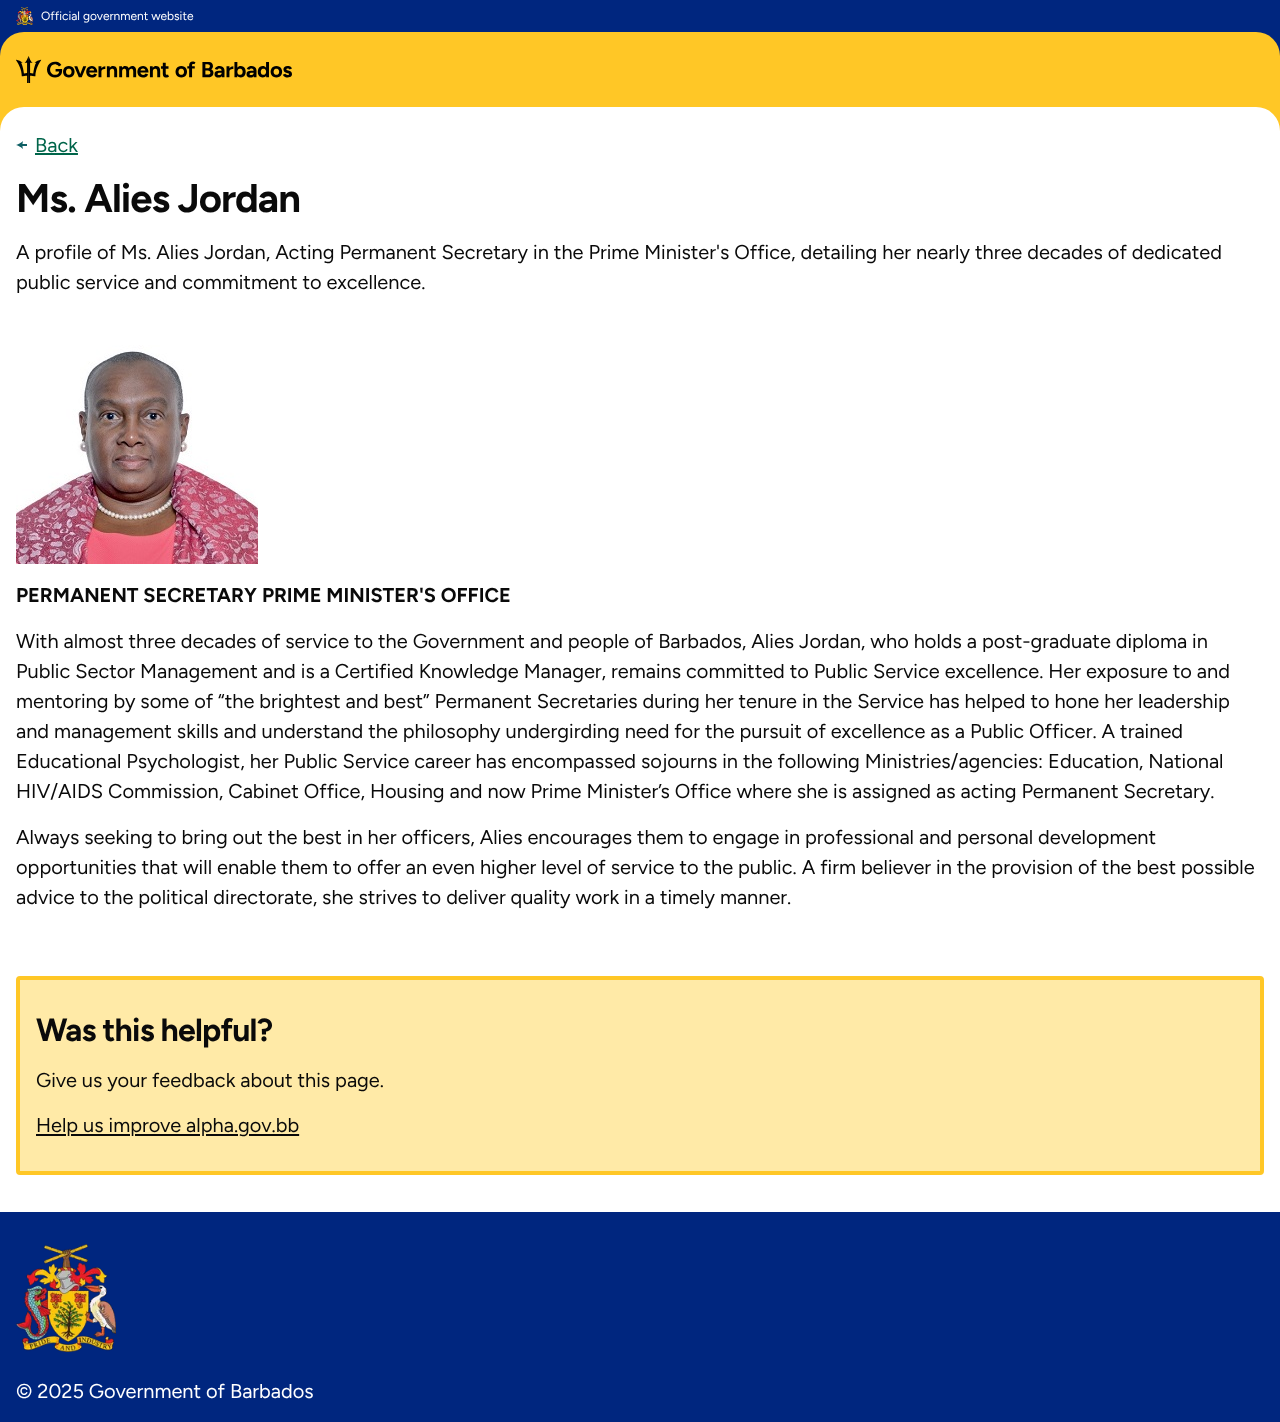 Official government website
Government of Barbados
Back
Ms. Alies Jordan
A profile of Ms. Alies Jordan, Acting Permanent Secretary in the Prime Minister's Office, detailing her nearly three decades of dedicated
public service and commitment to excellence.
PERMANENT SECRETARY PRIME MINISTER'S OFFICE
With almost three decades of service to the Government and people of Barbados, Alies Jordan, who holds a post-graduate diploma in
Public Sector Management and is a Certified Knowledge Manager, remains committed to Public Service excellence. Her exposure to and
mentoring by some of “the brightest and best” Permanent Secretaries during her tenure in the Service has helped to hone her leadership
and management skills and understand the philosophy undergirding need for the pursuit of excellence as a Public Officer. A trained
Educational Psychologist, her Public Service career has encompassed sojourns in the following Ministries/agencies: Education, National
HIV/AIDS Commission, Cabinet Office, Housing and now Prime Minister’s Office where she is assigned as acting Permanent Secretary.
Always seeking to bring out the best in her officers, Alies encourages them to engage in professional and personal development
opportunities that will enable them to offer an even higher level of service to the public. A firm believer in the provision of the best possible
advice to the political directorate, she strives to deliver quality work in a timely manner.
Was this helpful?
Give us your feedback about this page.
Help us improve alpha.gov.bb
PRIDE AND INDUSTRY
© 2025 Government of Barbados